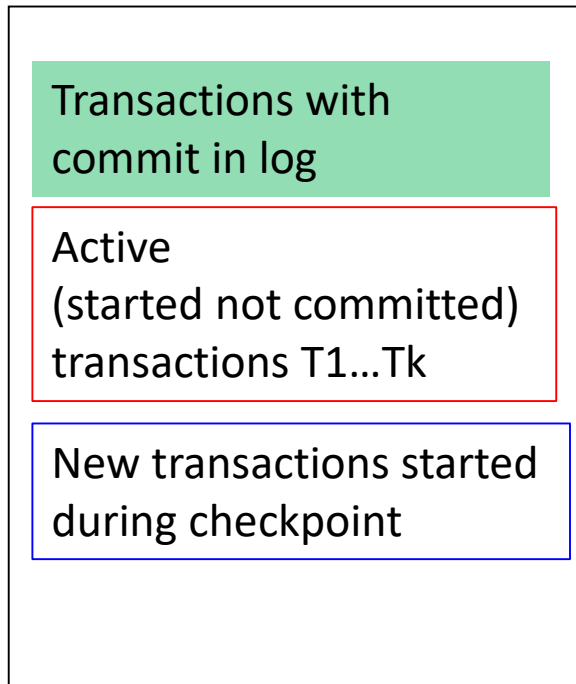 Transactions with
commit in log
Active
(started not committed)
transactions T1...Tk
New transactions started
during checkpoint